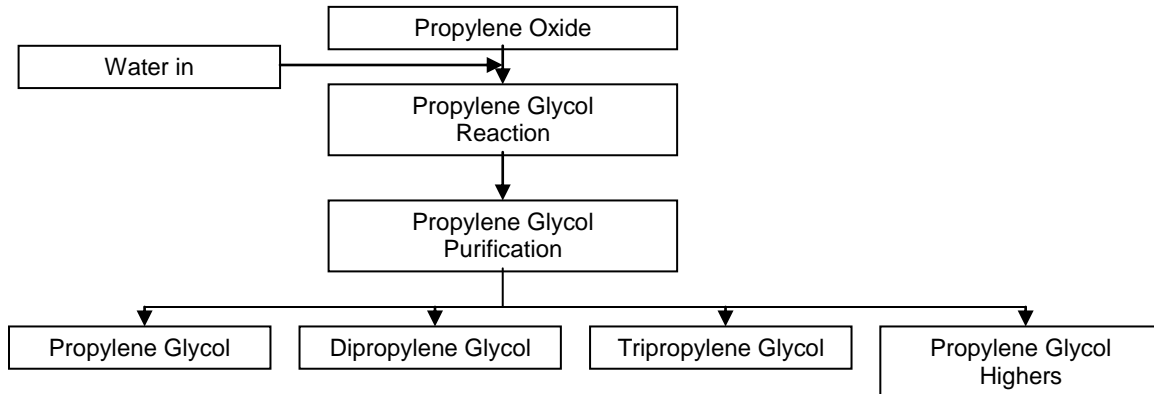 Propylene Oxide
Water in
Propylene Glycol
Reaction
Propylene Glycol
Purification
Propylene Glycol
Dipropylene Glycol
Tripropylene Glycol
Propylene Glycol
Highers